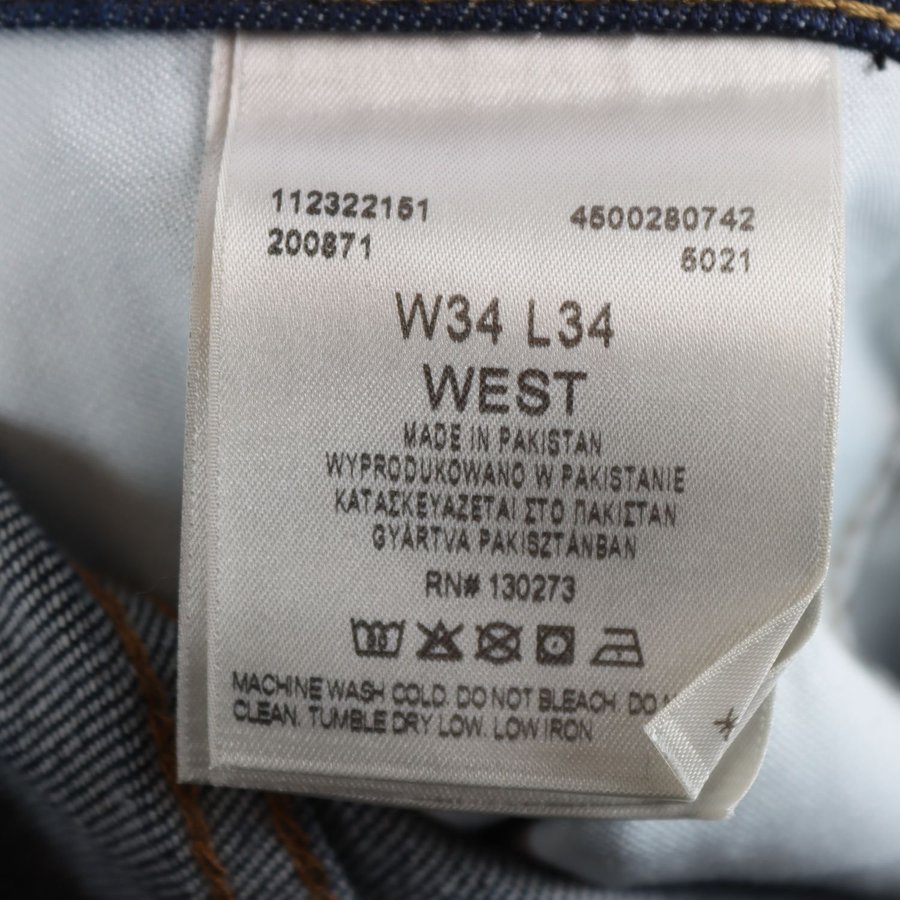 112322151 4500280742
200871 5021
W34 L34
WEST
MADE IN PAKISTAN
WYPRODUKOWANO W PAKISTANIE
ΚΑΤΑΣΚΕΥΑΖΕΤΑΙ ΣΤΟ ΠΑΚΙΣΤΑΝ
GYÁRTVA PAKISZTÁNBAN
RN# 130273
MACHINE WASH COLD. DO NOT BLEACH. DO
CLEAN. TUMBLE DRY LOW. LOW IRON